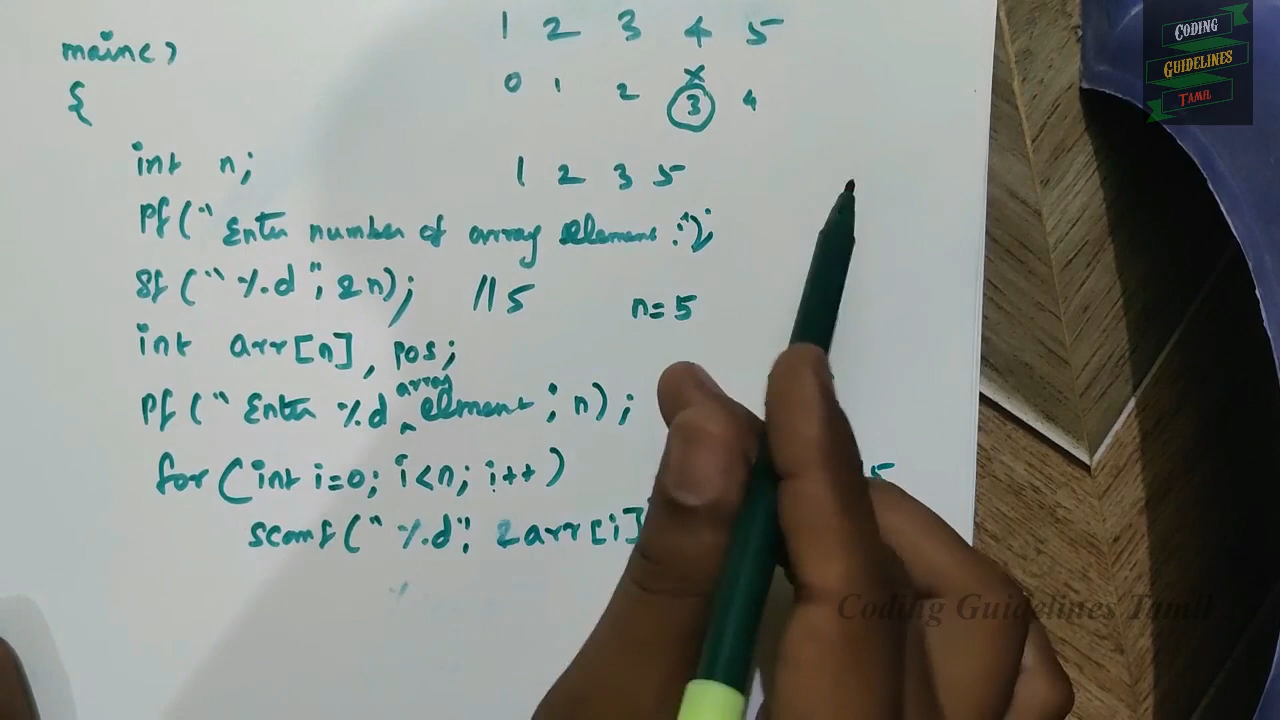 1 2 3 4 5
main()
{
0 1 2 3 4
int n;
1 2 3 5
Pf("Enter number of array element:");
Sf("%d", &n); //5
n=5
int arr[n], pos;
Pf("Enter %d array elment", n);
for(int i=0; i<n; i++)
5
scanf("%d", &arr[i]
CODING
GUIDELINES
TAMIL
Coding Guidelines Tamil